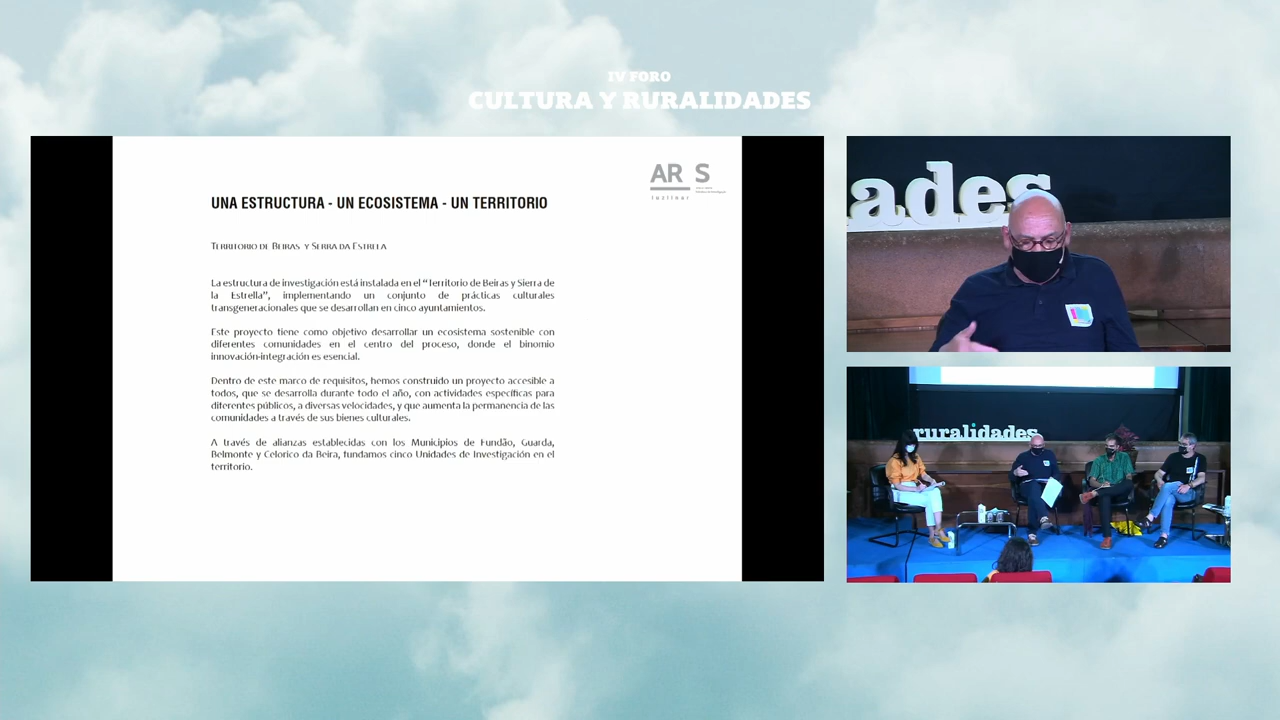 IV FORO
CULTURA Y RURALIDADES
AR S
luzlinar
UNA ESTRUCTURA - UN ECOSISTEMA - UN TERRITORIO
Territorio de Beiras y Serra da Estrela
La estructura de investigación está instalada en el “Territorio de Beiras y Sierra de
la Estrella”, implementando un conjunto de prácticas culturales
transgeneracionales que se desarrollan en cinco ayuntamientos.
Este proyecto tiene como objetivo desarrollar un ecosistema sostenible con
diferentes comunidades en el centro del proceso, donde el binomio
innovación-integración es esencial.
Dentro de este marco de requisitos, hemos construido un proyecto accesible a
todos, que se desarrolla durante todo el año, con actividades específicas para
diferentes públicos, a diversas velocidades, y que aumenta la permanencia de las
comunidades a través de sus bienes culturales.
A través de alianzas establecidas con los Municipios de Fundão, Guarda,
Belmonte y Celorico da Beira, fundamos cinco Unidades de Investigación en el
territorio.
ades
ruralidades